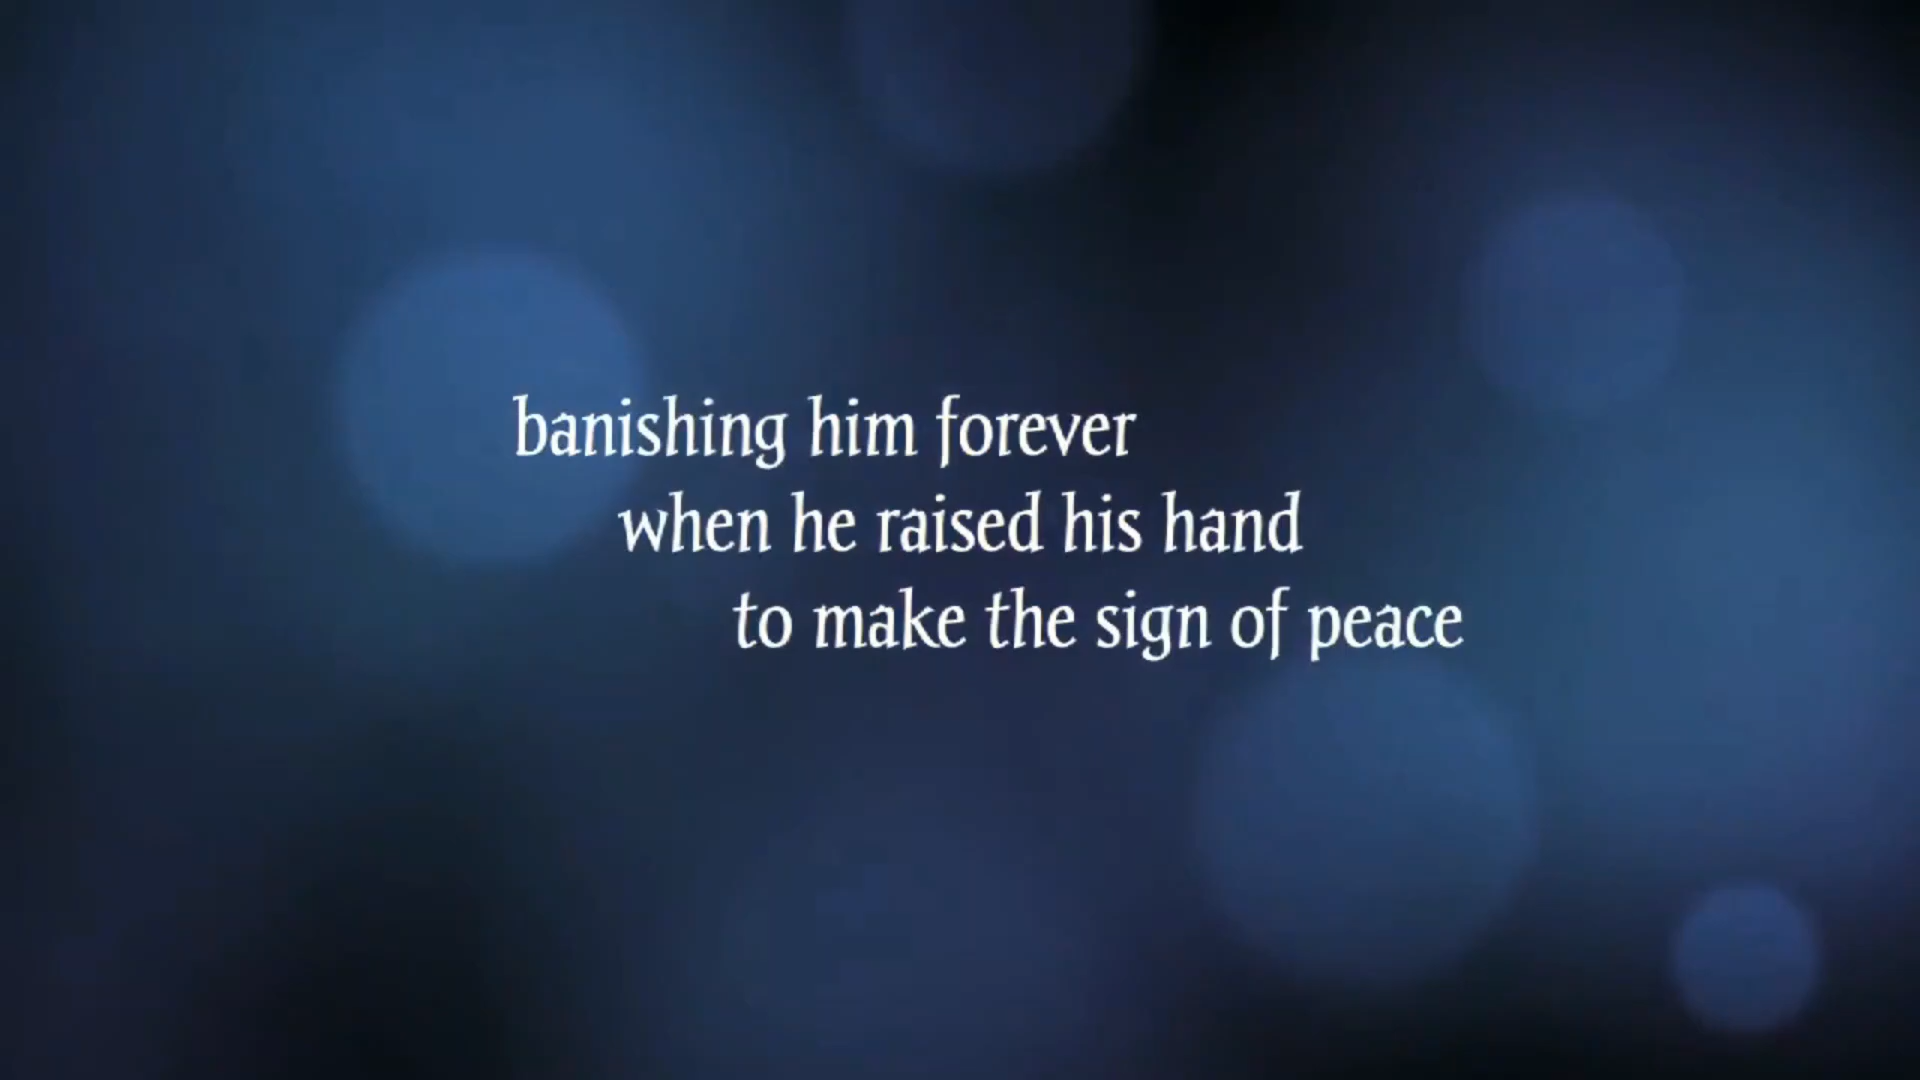 banishing him forever
when he raised his hand
to make the sign of peace